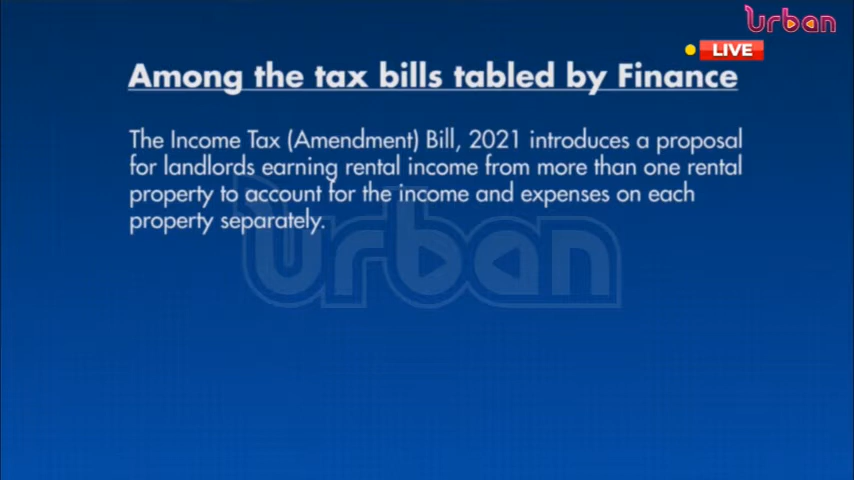 Urban
LIVE
Among the tax bills tabled by Finance
The Income Tax (Amendment) Bill, 2021 introduces a proposal
for landlords earning rental income from more than one rental
property to account for the income and expenses on each
property separately.
Urban